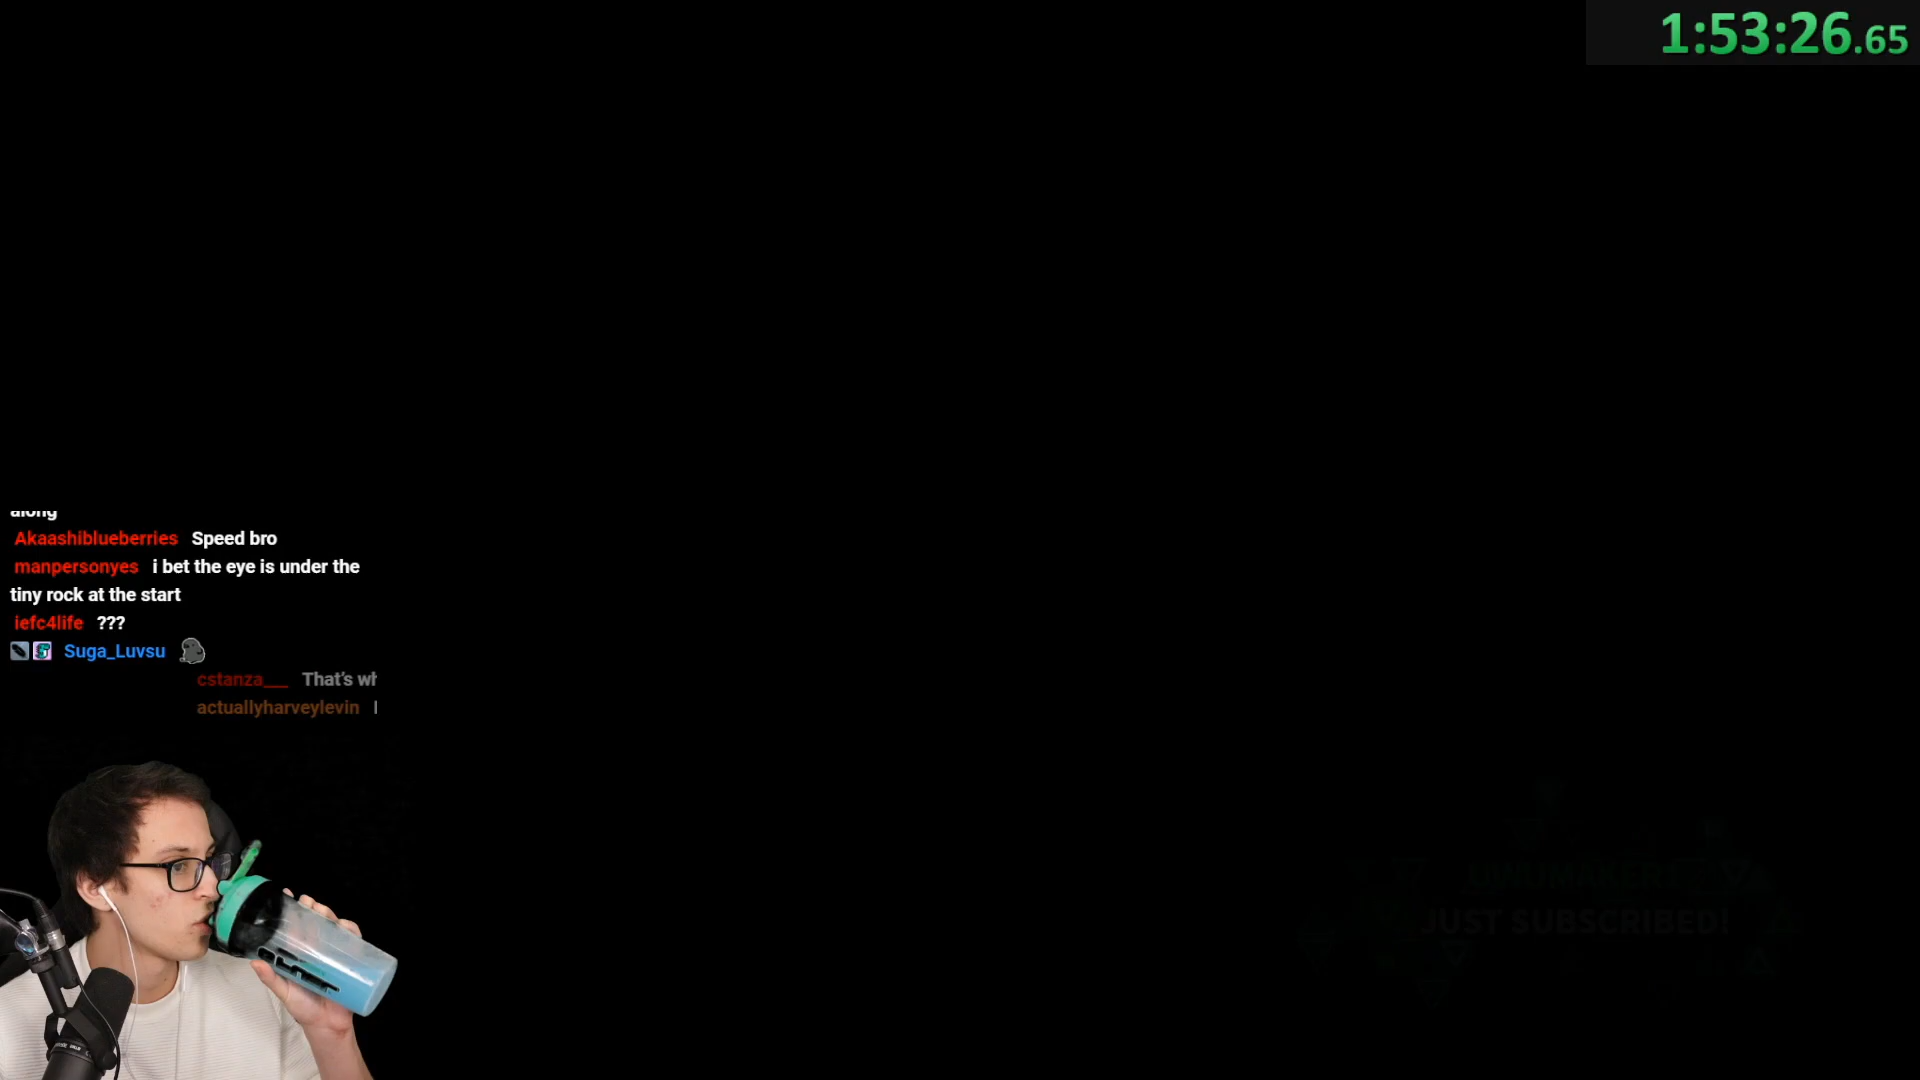 1:53:26.65
along
Akaashiblueberries Speed bro
manpersonyes i bet the eye is under the
tiny rock at the start
iefc4life ???
Suga_Luvsu
cstanza__ That's wh
actuallyharveylevin
JUST SUBSCRIBED!